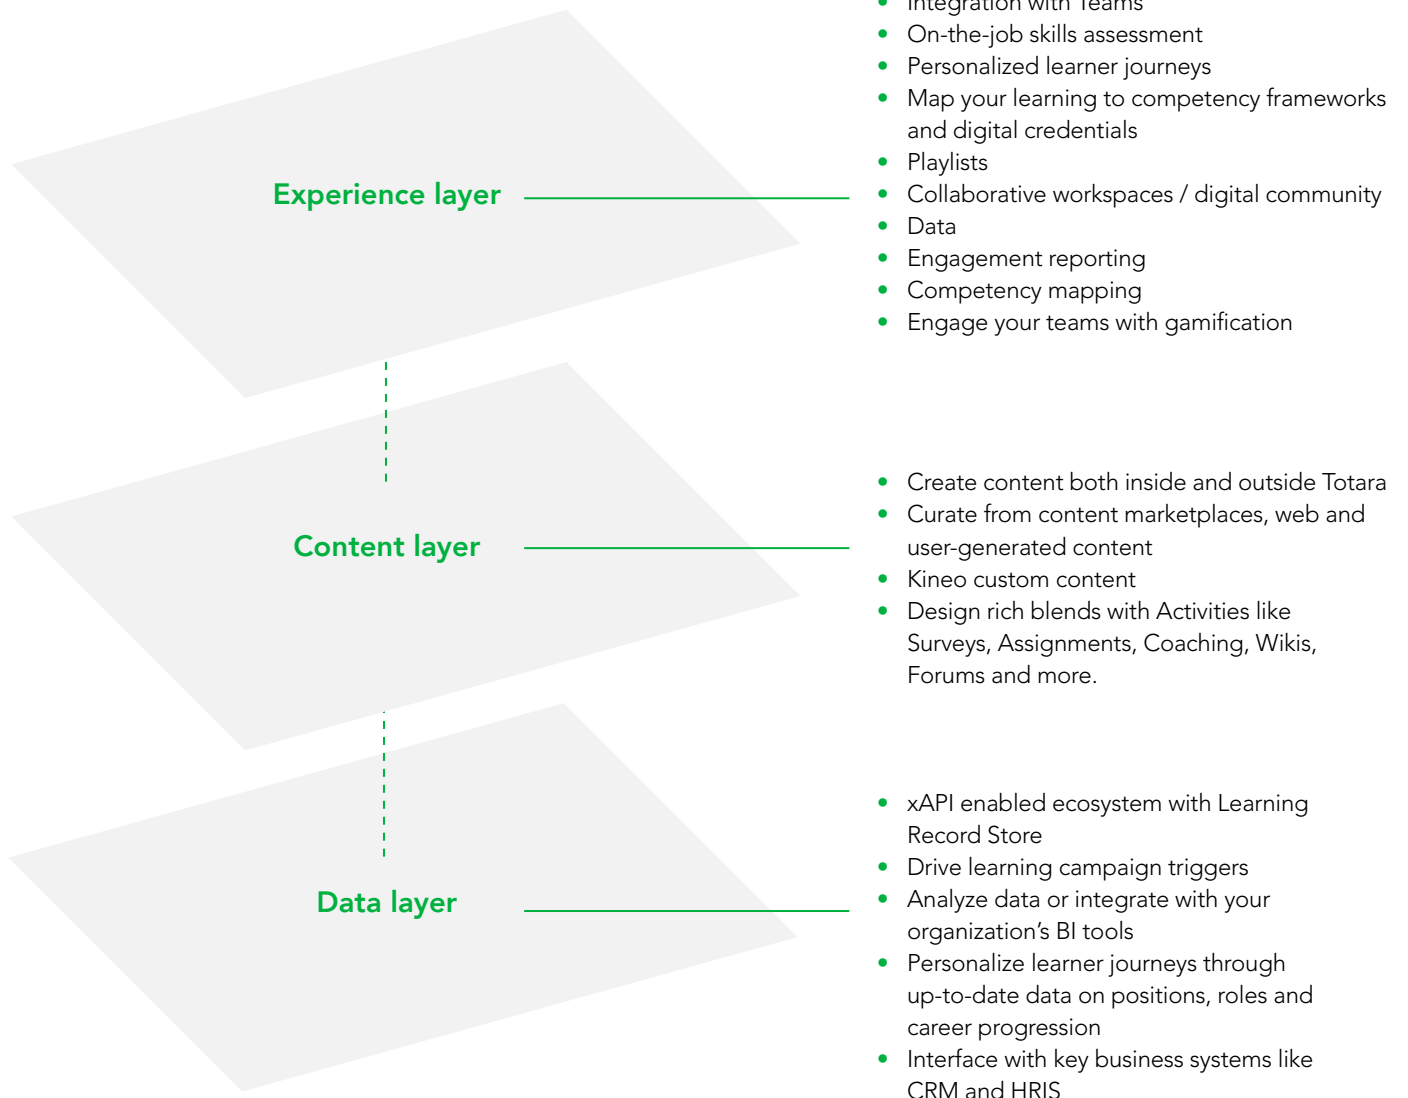 • Integration with Teams
• On-the-job skills assessment
• Personalized learner journeys
• Map your learning to competency frameworks
and digital credentials
• Playlists
Experience layer
• Collaborative workspaces / digital community
• Data
• Engagement reporting
• Competency mapping
• Engage your teams with gamification
• Create content both inside and outside Totara
• Curate from content marketplaces, web and
user-generated content
Content layer
• Kineo custom content
• Design rich blends with Activities like
Surveys, Assignments, Coaching, Wikis,
Forums and more.
• xAPI enabled ecosystem with Learning
Record Store
• Drive learning campaign triggers
Data layer
• Analyze data or integrate with your
organization’s BI tools
• Personalize learner journeys through
up-to-date data on positions, roles and
career progression
• Interface with key business systems like
CRM and HRIS